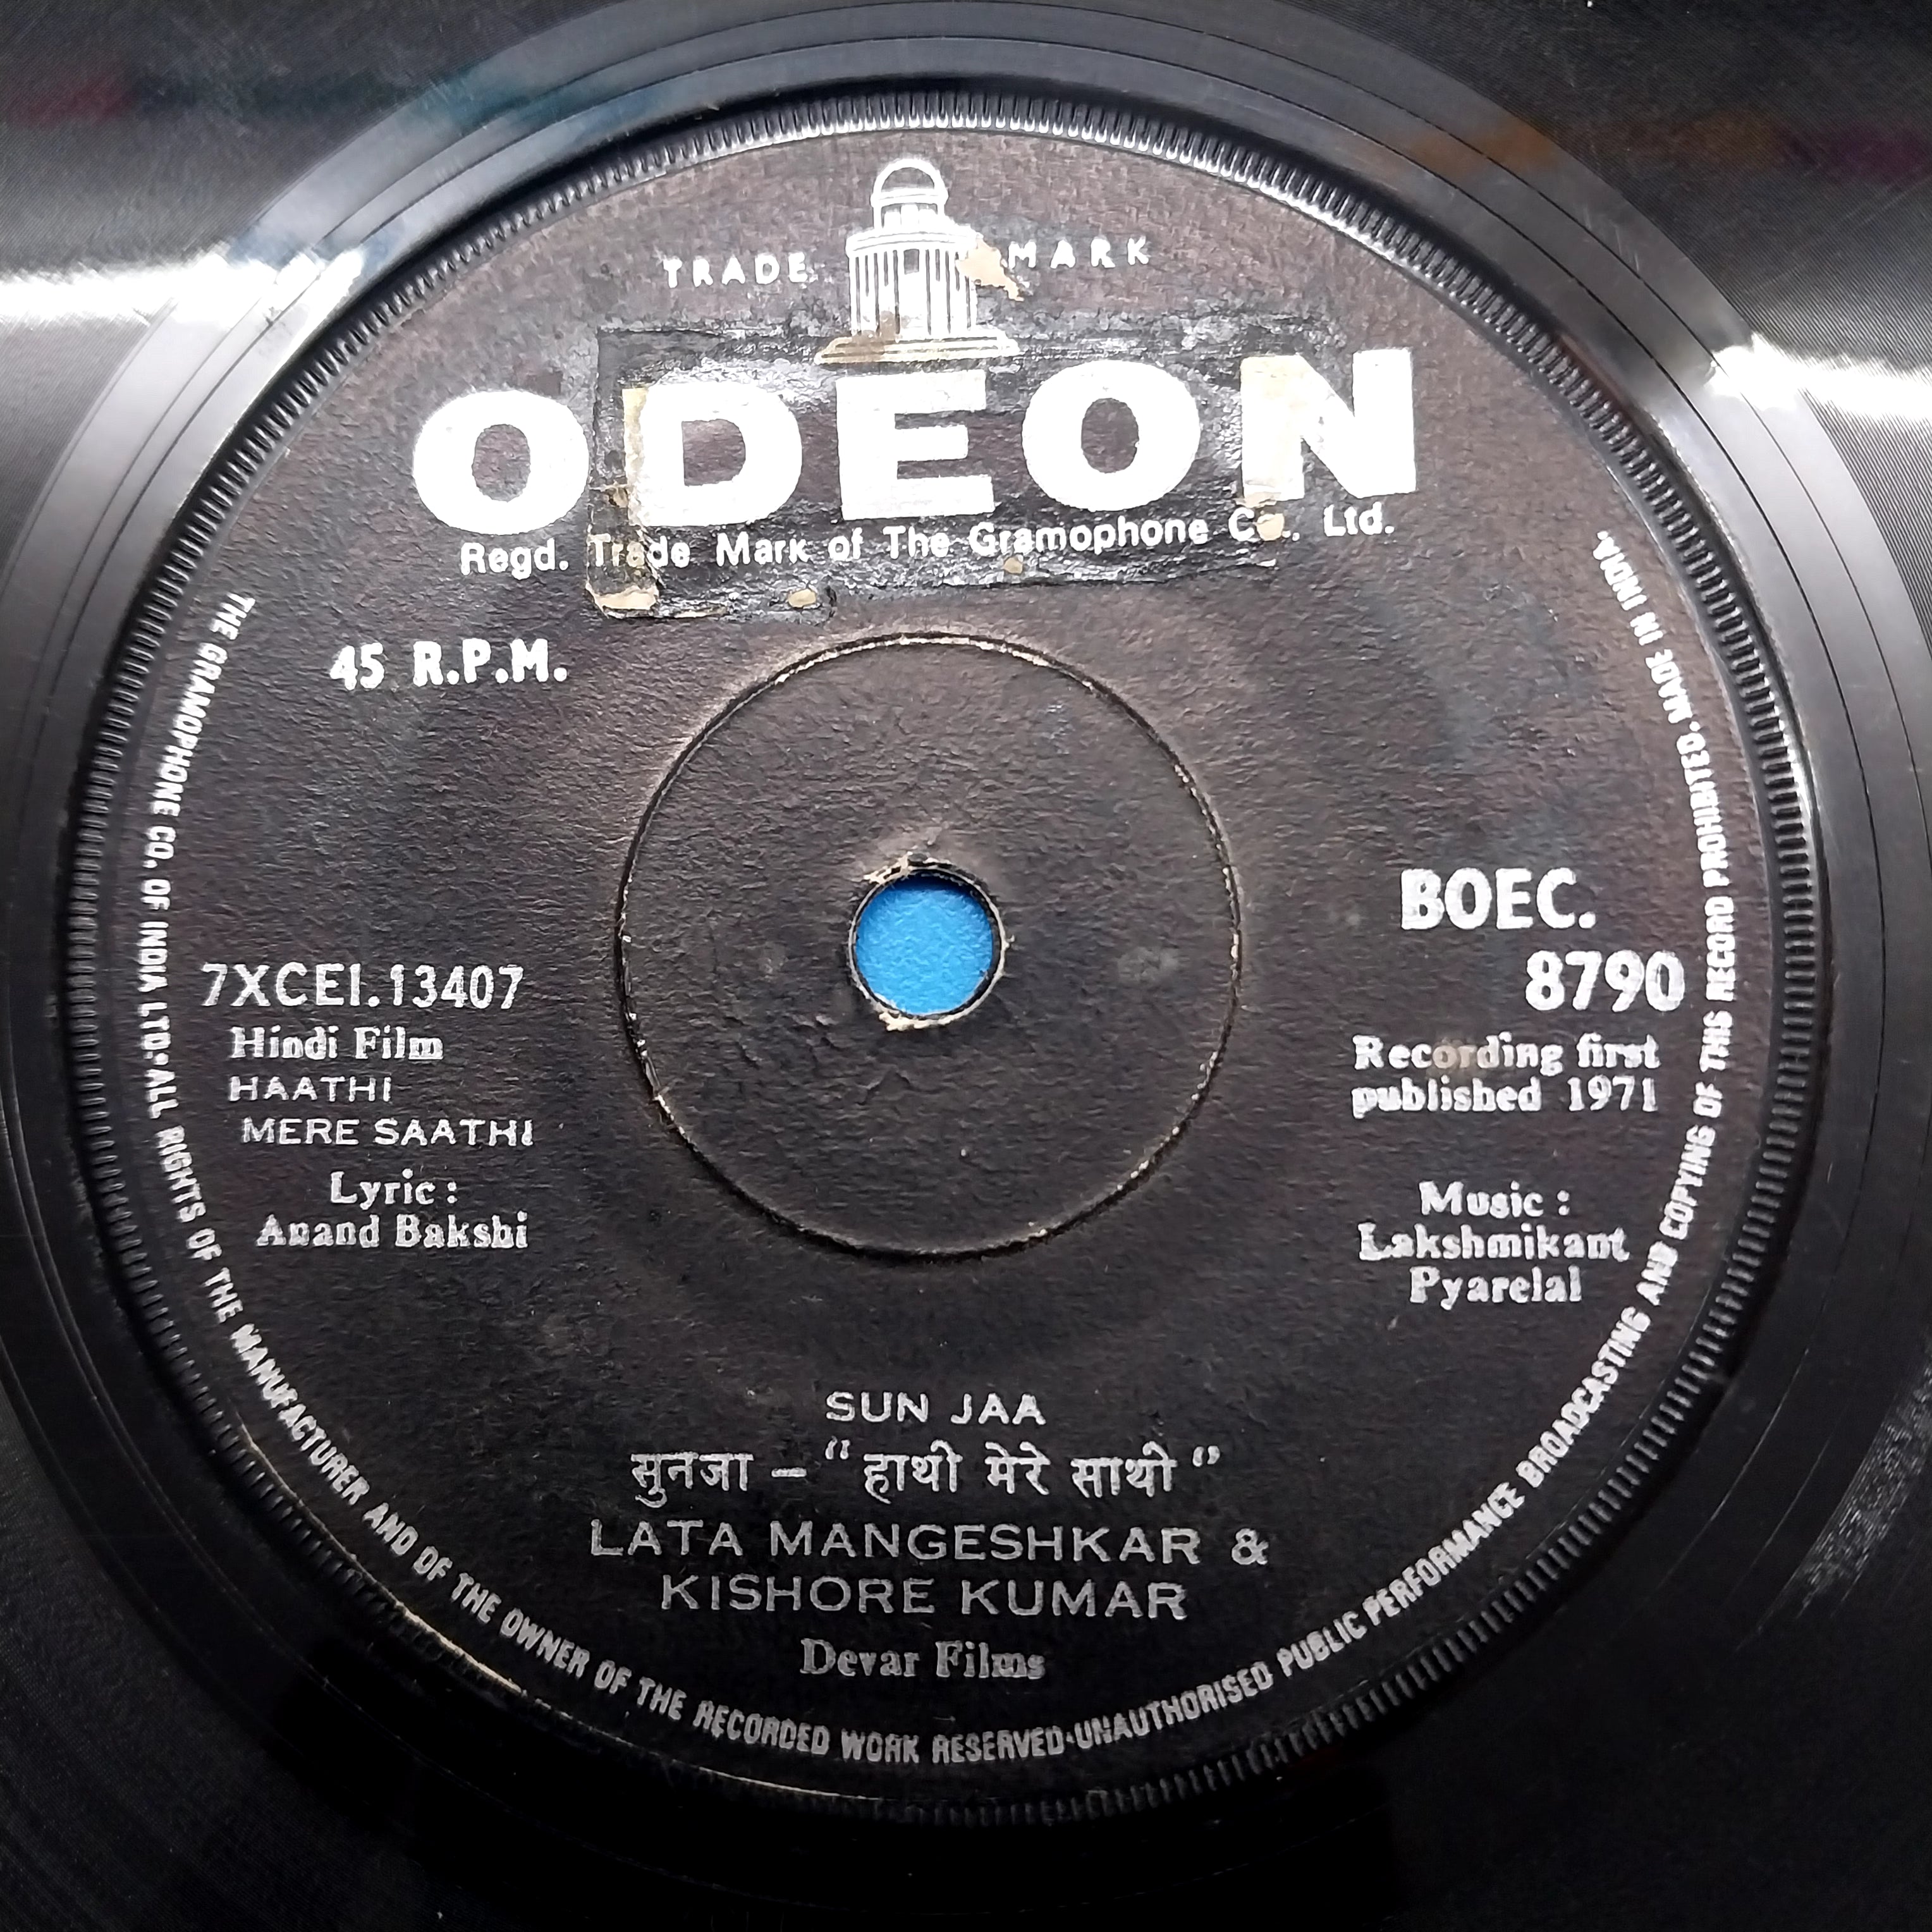 TRADE MARK
ODEON
Regd. Trade Mark of The Gramophone Co., Ltd.
45 R.P.M.
BOEC.
8790
Recording first
published 1971
Music :
Lakshmikant
Pyarelal
7XCEI.13407
Hindi Film
HAATHI
MERE SAATHI
Lyric :
Anand Bakshi
SUN JAA
सुनजा – “हाथी मेरे साथी”
LATA MANGESHKAR &
KISHORE KUMAR
Devar Films
THE GRAMOPHONE CO. OF INDIA LTD·ALL RIGHTS OF THE MANUFACTURER AND OF THE OWNER OF THE RECORDED WORK RESERVED·UNAUTHORISED PUBLIC PERFORMANCE BROADCASTING AND COPYING OF THIS RECORD PROHIBITED. MADE IN INDIA.